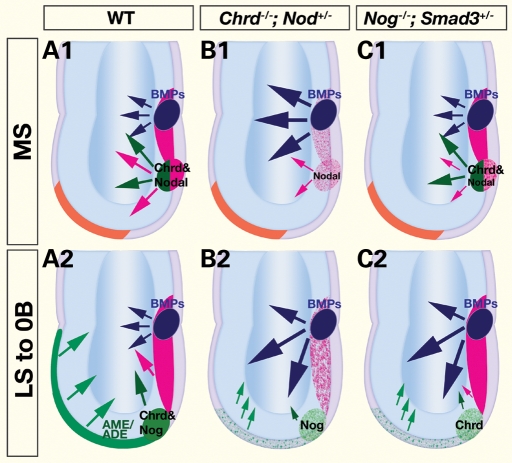 WT
Chrd-/-; Nod+/-
Nog-/-; Smad3+/-
MS
A1
BMPs
Chrd&
Nodal
B1
BMPs
Nodal
C1
BMPs
Chrd&
Nodal
LS to 0B
A2
BMPs
AME/
ADE
Chrd&
Nog
B2
BMPs
Nog
C2
BMPs
Chrd